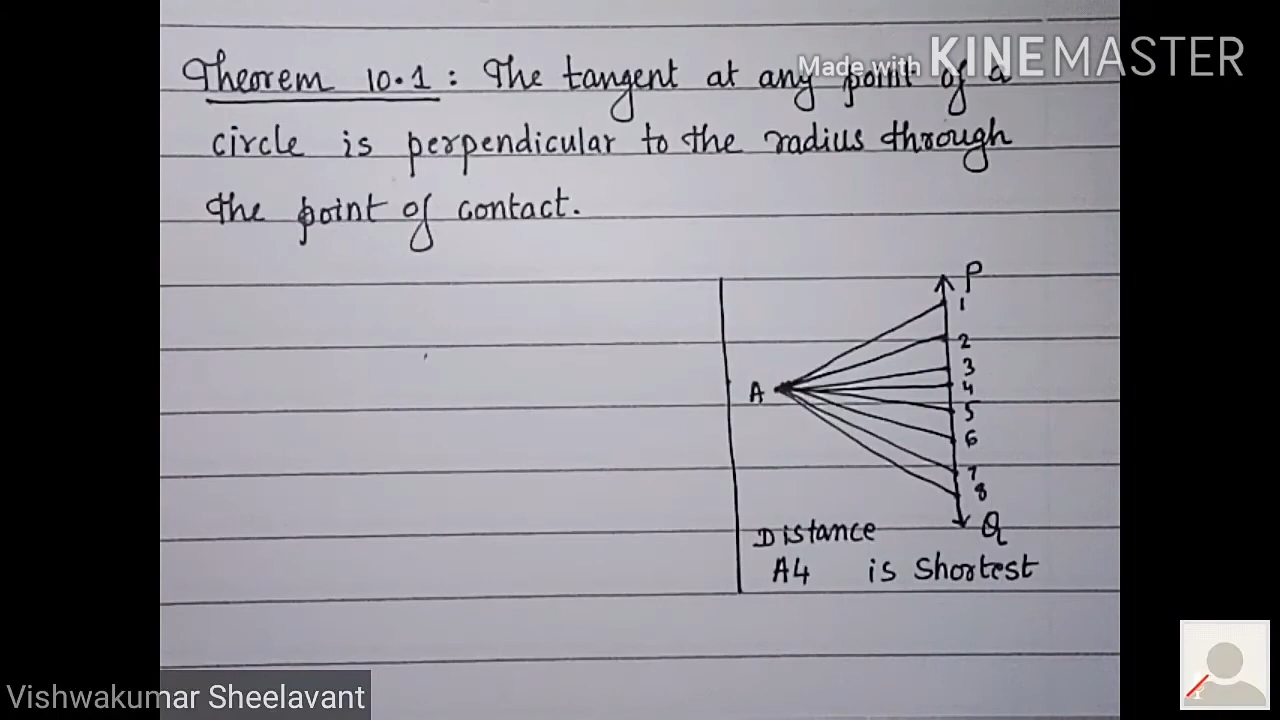 Made with KINEMASTER
Theorem 10.1 : The tangent at any point of a
circle is perpendicular to the radius through
the point of contact.
P
1
2
3
A
4
5
6
7
8
Q
Distance
A4 is shortest
Vishwakumar Sheelavant